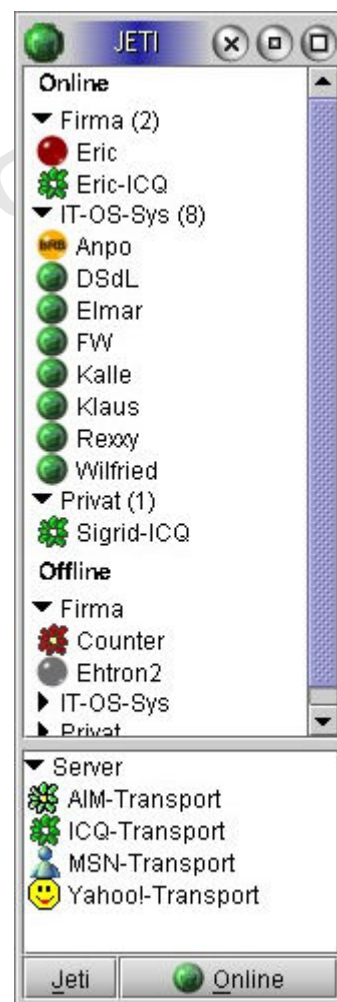 JETI
Online
Firma (2)
Eric
Eric-ICQ
IT-OS-Sys (8)
BRB Anpo
DSdL
Elmar
FW
Kalle
Klaus
Rexxy
Wilfried
Privat (1)
Sigrid-ICQ
Offline
Firma
Counter
Ehtron2
IT-OS-Sys
Privat
Server
AIM-Transport
ICQ-Transport
MSN-Transport
Yahoo!-Transport
Jeti Online